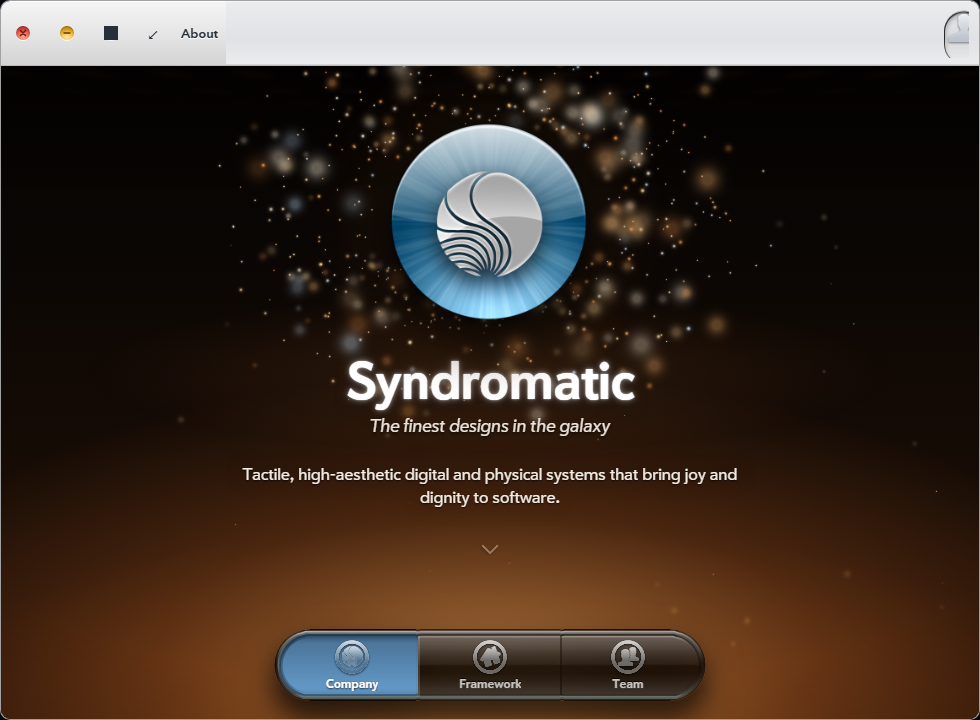 About
Syndromatic
The finest designs in the galaxy
Tactile, high-aesthetic digital and physical systems that bring joy and
dignity to software.
Company
Framework
Team